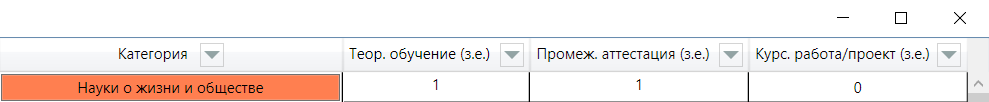 Категория Теор. обучение (з.е.) Промеж. аттестация (з.е.) Курс. работа/проект (з.е.)
Науки о жизни и обществе 1 1 0